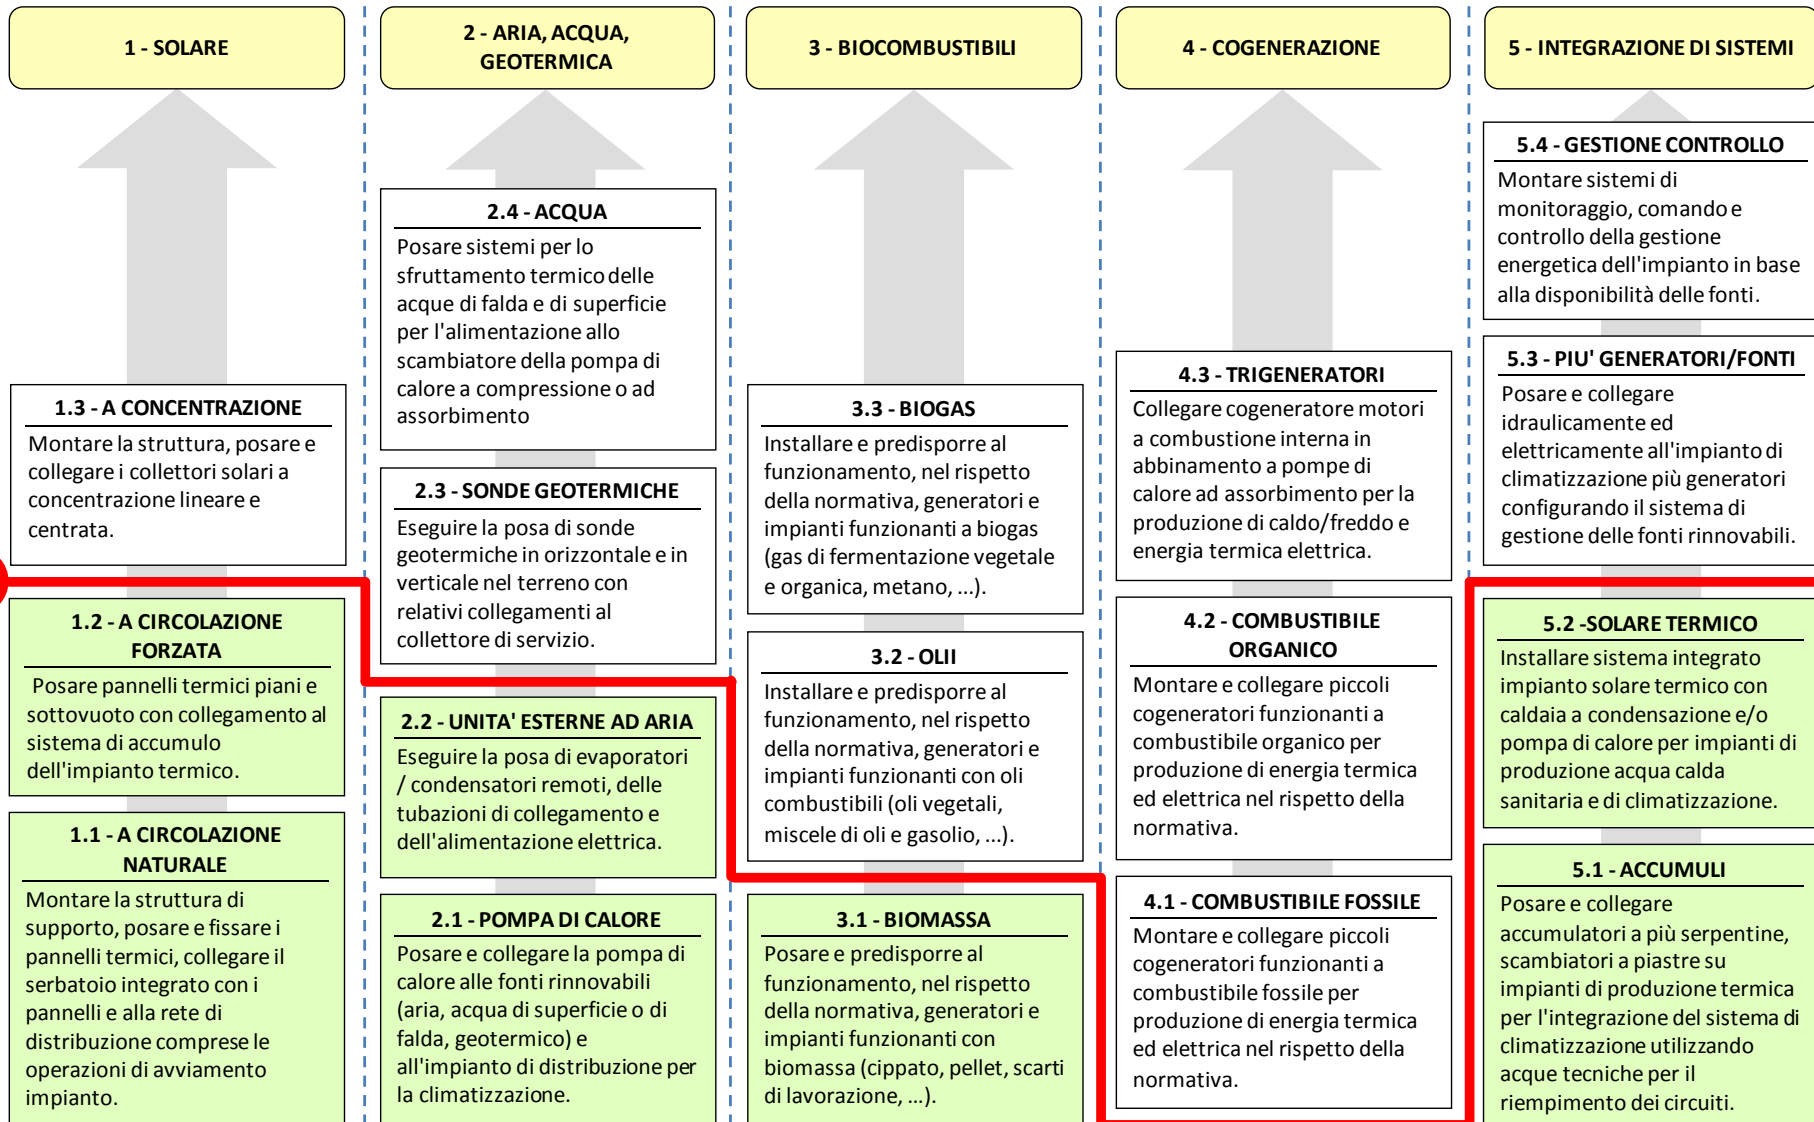 1 - SOLARE
1.3 - A CONCENTRAZIONE
Montare la struttura, posare e
collegare i collettori solari a
concentrazione lineare e
centrata.
1.2 - A CIRCOLAZIONE
FORZATA
Posare pannelli termici piani e
sottovuoto con collegamento al
sistema di accumulo
dell'impianto termico.
1.1 - A CIRCOLAZIONE
NATURALE
Montare la struttura di
supporto, posare e fissare i
pannelli termici, collegare il
serbatoio integrato con i
pannelli e alla rete di
distribuzione comprese le
operazioni di avviamento
impianto.
2 - ARIA, ACQUA,
GEOTERMICA
2.4 - ACQUA
Posare sistemi per lo
sfruttamento termico delle
acque di falda e di superficie
per l'alimentazione allo
scambiatore della pompa di
calore a compressione o ad
assorbimento
2.3 - SONDE GEOTERMICHE
Eseguire la posa di sonde
geotermiche in orizzontale e in
verticale nel terreno con
relativi collegamenti al
collettore di servizio.
2.2 - UNITA' ESTERNE AD ARIA
Eseguire la posa di evaporatori
/ condensatori remoti, delle
tubazioni di collegamento e
dell'alimentazione elettrica.
2.1 - POMPA DI CALORE
Posare e collegare la pompa di
calore alle fonti rinnovabili
(aria, acqua di superficie o di
falda, geotermico) e
all'impianto di distribuzione per
la climatizzazione.
3 - BIOCOMBUSTIBILI
3.3 - BIOGAS
Installare e predisporre al
funzionamento, nel rispetto
della normativa, generatori e
impianti funzionanti a biogas
(gas di fermentazione vegetale
e organica, metano, ...).
3.2 - OLII
Installare e predisporre al
funzionamento, nel rispetto
della normativa, generatori e
impianti funzionanti con oli
combustibili (oli vegetali,
miscele di oli e gasolio, ...).
3.1 - BIOMASSA
Posare e predisporre al
funzionamento, nel rispetto
della normativa, generatori e
impianti funzionanti con
biomassa (cippato, pellet, scarti
di lavorazione, ...).
4 - COGENERAZIONE
4.3 - TRIGENERATORI
Collegare cogeneratore motori
a combustione interna in
abbinamento a pompe di
calore ad assorbimento per la
produzione di caldo/freddo e
energia termica elettrica.
4.2 - COMBUSTIBILE
ORGANICO
Montare e collegare piccoli
cogeneratori funzionanti a
combustibile organico per
produzione di energia termica
ed elettrica nel rispetto della
normativa.
4.1 - COMBUSTIBILE FOSSILE
Montare e collegare piccoli
cogeneratori funzionanti a
combustibile fossile per
produzione di energia termica
ed elettrica nel rispetto della
normativa.
5 - INTEGRAZIONE DI SISTEMI
5.4 - GESTIONE CONTROLLO
Montare sistemi di
monitoraggio, comando e
controllo della gestione
energetica dell'impianto in base
alla disponibilità delle fonti.
5.3 - PIU' GENERATORI/FONTI
Posare e collegare
idraulicamente ed
elettricamente all'impianto di
climatizzazione più generatori
configurando il sistema di
gestione delle fonti rinnovabili.
5.2 -SOLARE TERMICO
Installare sistema integrato
impianto solare termico con
caldaia a condensazione e/o
pompa di calore per impianti di
produzione acqua calda
sanitaria e di climatizzazione.
5.1 - ACCUMULI
Posare e collegare
accumulatori a più serpentine,
scambiatori a piastre su
impianti di produzione termica
per l'integrazione del sistema di
climatizzazione utilizzando
acque tecniche per il
riempimento dei circuiti.